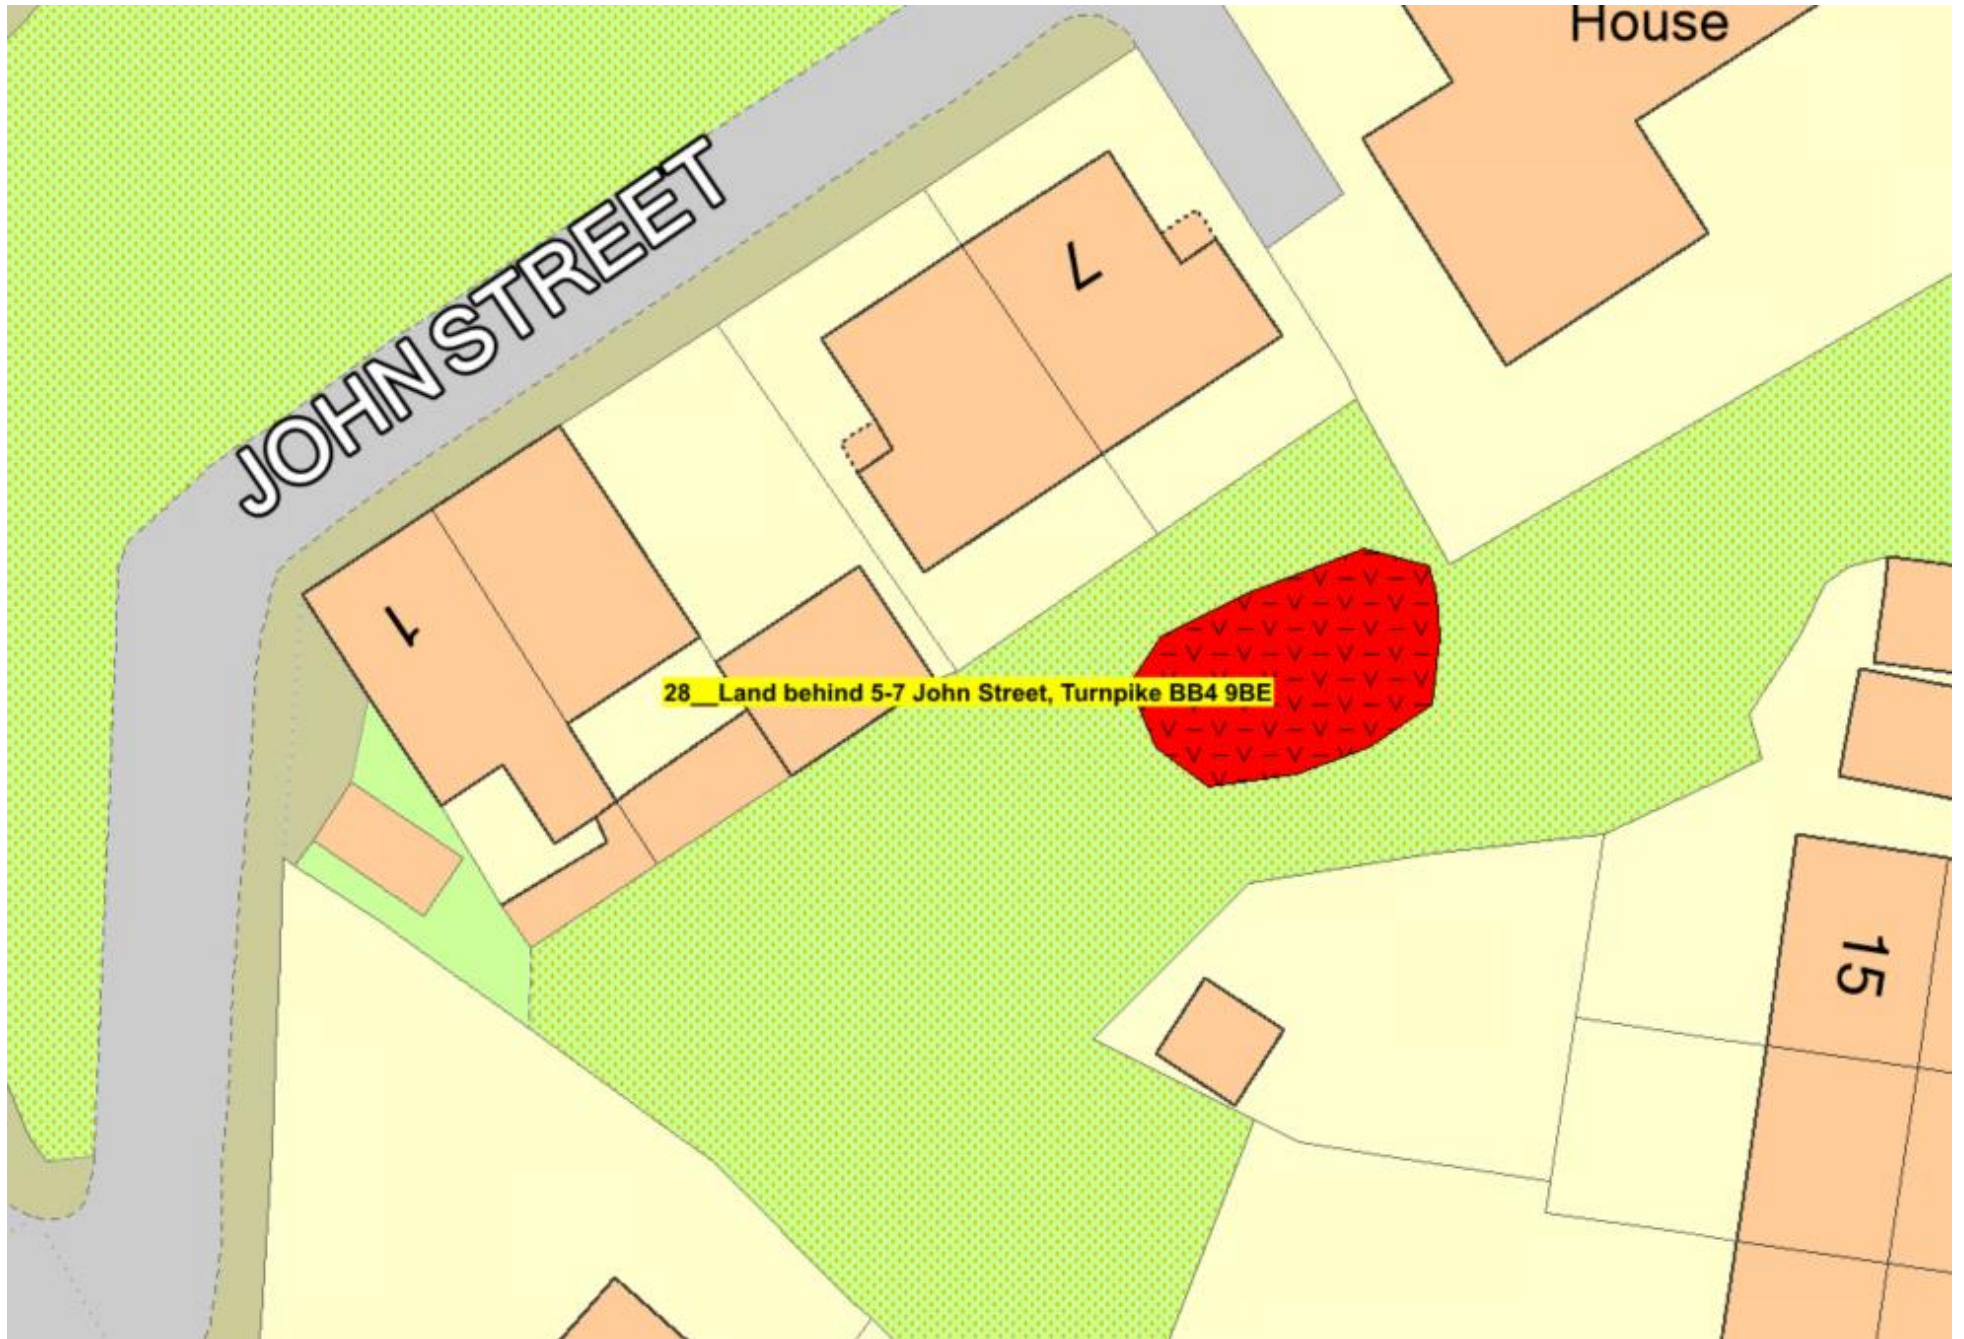 House
JOHN STREET
7
1
28__Land behind 5-7 John Street, Turnpike BB4 9BE
15